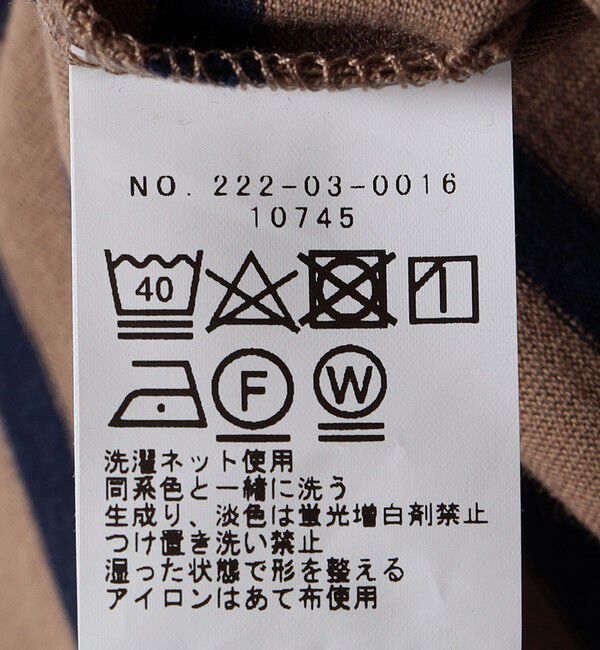 NO. 222-03-0016
10745
40
F W
洗濯ネット使用
同系色と一緒に洗う
生成り、淡色は蛍光増白剤禁止
つけ置き洗い禁止
湿った状態で形を整える
アイロンはあて布使用